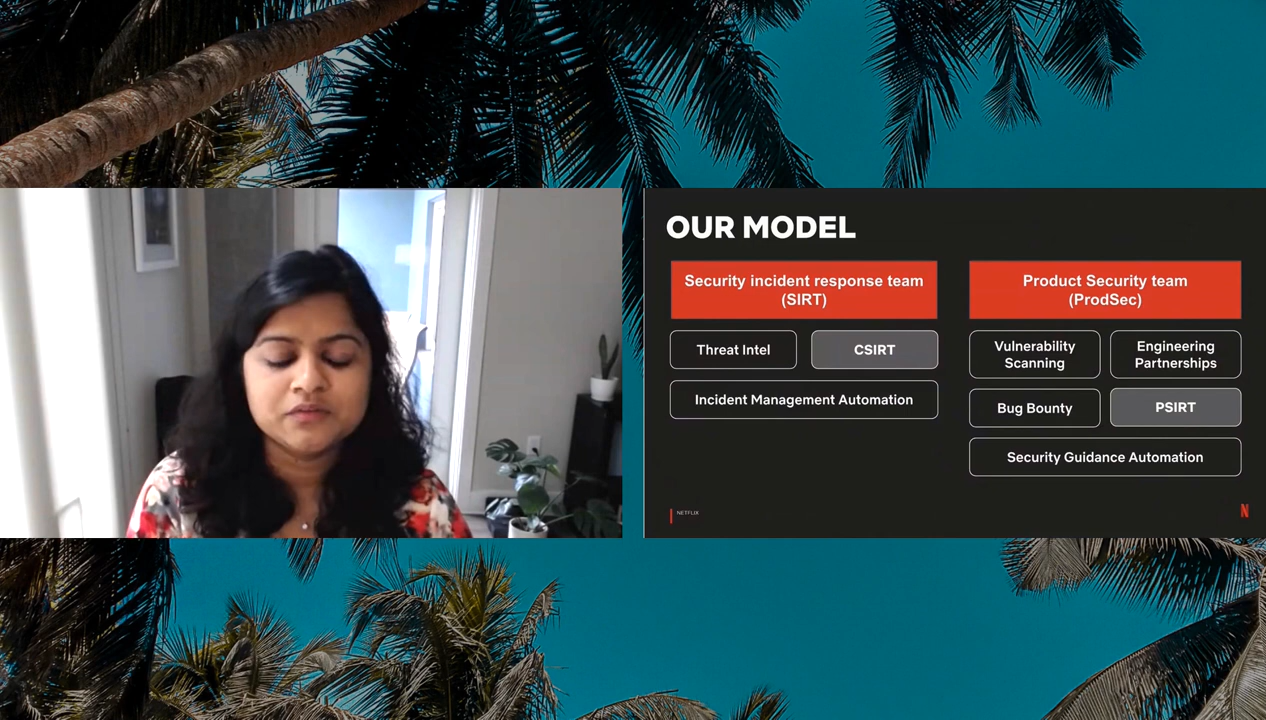 OUR MODEL
Security incident response team
(SIRT)
Threat Intel
CSIRT
Incident Management Automation
Product Security team
(ProdSec)
Vulnerability
Scanning
Engineering
Partnerships
Bug Bounty
PSIRT
Security Guidance Automation
NETFLIX
N